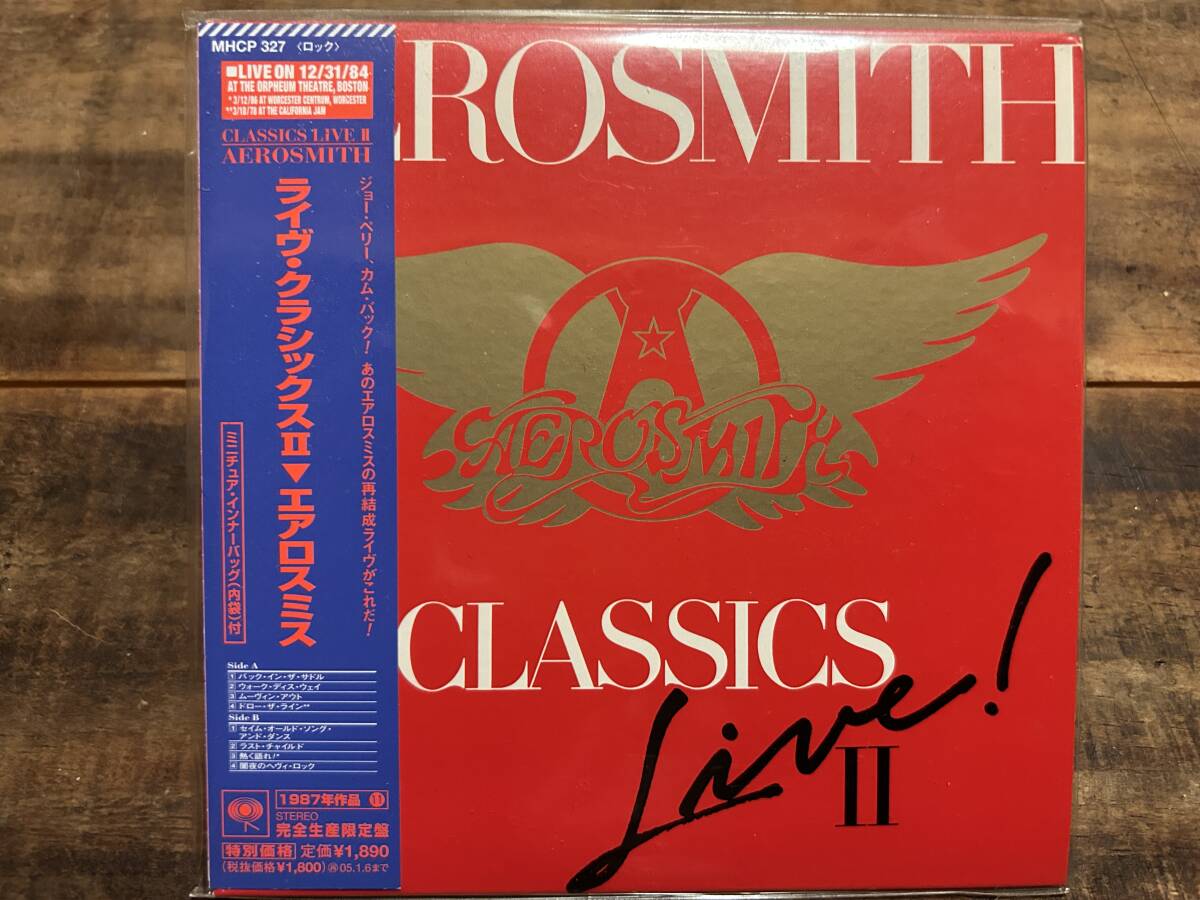 MHCP 327 〈ロック〉
■LIVE ON 12/31/84
AT THE ORPHEUM THEATRE, BOSTON
* 3/12/86 AT WORCESTER CENTRUM, WORCESTER
**3/18/78 AT THE CALIFORNIA JAM
CLASSICS LIVE II
AEROSMITH
ライヴ・クラシックスⅡ▼エアロスミス
ジョー・ペリー、カム・バック! あのエアロスミスの再結成ライヴがこれだ!
ミニチュア・インナーバッグ(内袋)付
Side A
1 バック・イン・ザ・サドル
2 ウォーク・ディス・ウェイ
3 ムーヴィン・アウト
4 ドロー・ザ・ライン**
Side B
1 セイム・オールド・ソング・
アンド・ダンス
2 ラスト・チャイルド
3 熱く語れ!*
4 闇夜のヘヴィ・ロック
1987年作品 11
STEREO
完全生産限定盤
特別価格 定価¥1,890
(税抜価格¥1,800) 再05.1.6まで
EROSMITH
A
AEROSMITH
CLASSICS
Live!
II